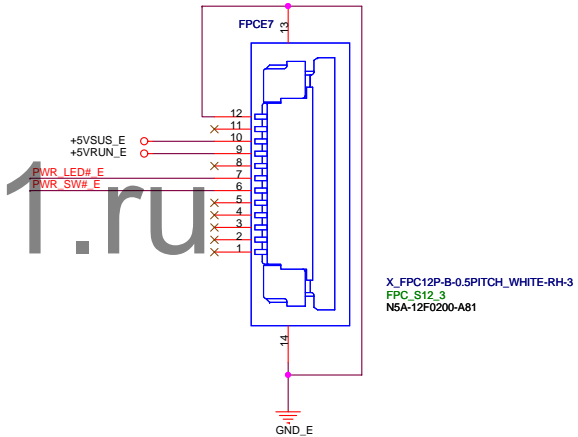 FPCE7
13
12
11
+5VSUS_E 10
+5VRUN_E 9
8
PWR_LED#_E 7
PWR_SW#_E 6
5
4
3
2
1
1.ru
X_FPC12P-B-0.5PITCH_WHITE-RH-3
FPC_S12_3
N5A-12F0200-A81
14
GND_E